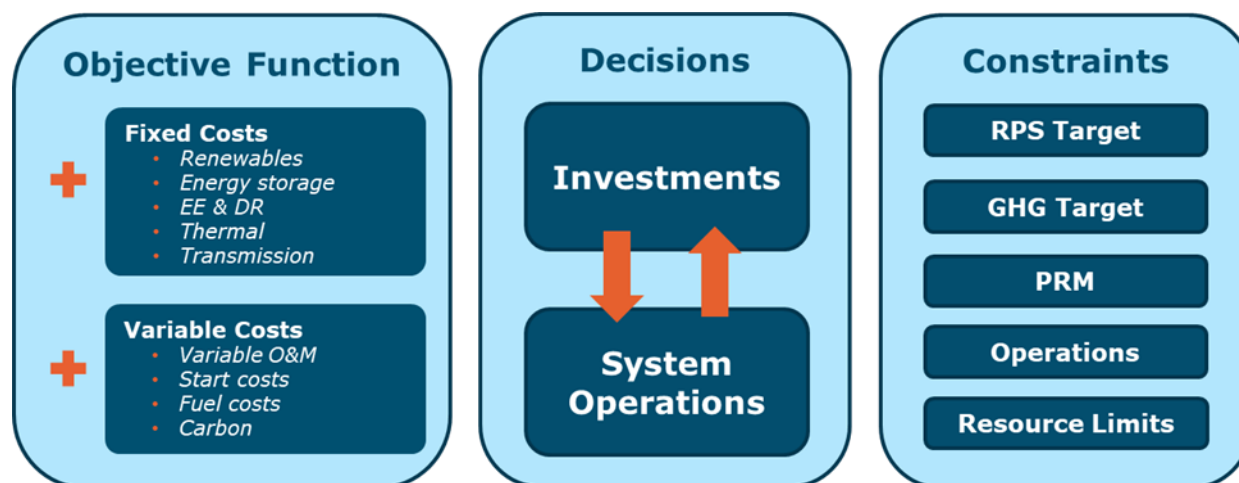 Objective Function
Fixed Costs
• Renewables
• Energy storage
• EE & DR
• Thermal
• Transmission
Variable Costs
• Variable O&M
• Start costs
• Fuel costs
• Carbon
Decisions
Investments
System
Operations
Constraints
RPS Target
GHG Target
PRM
Operations
Resource Limits